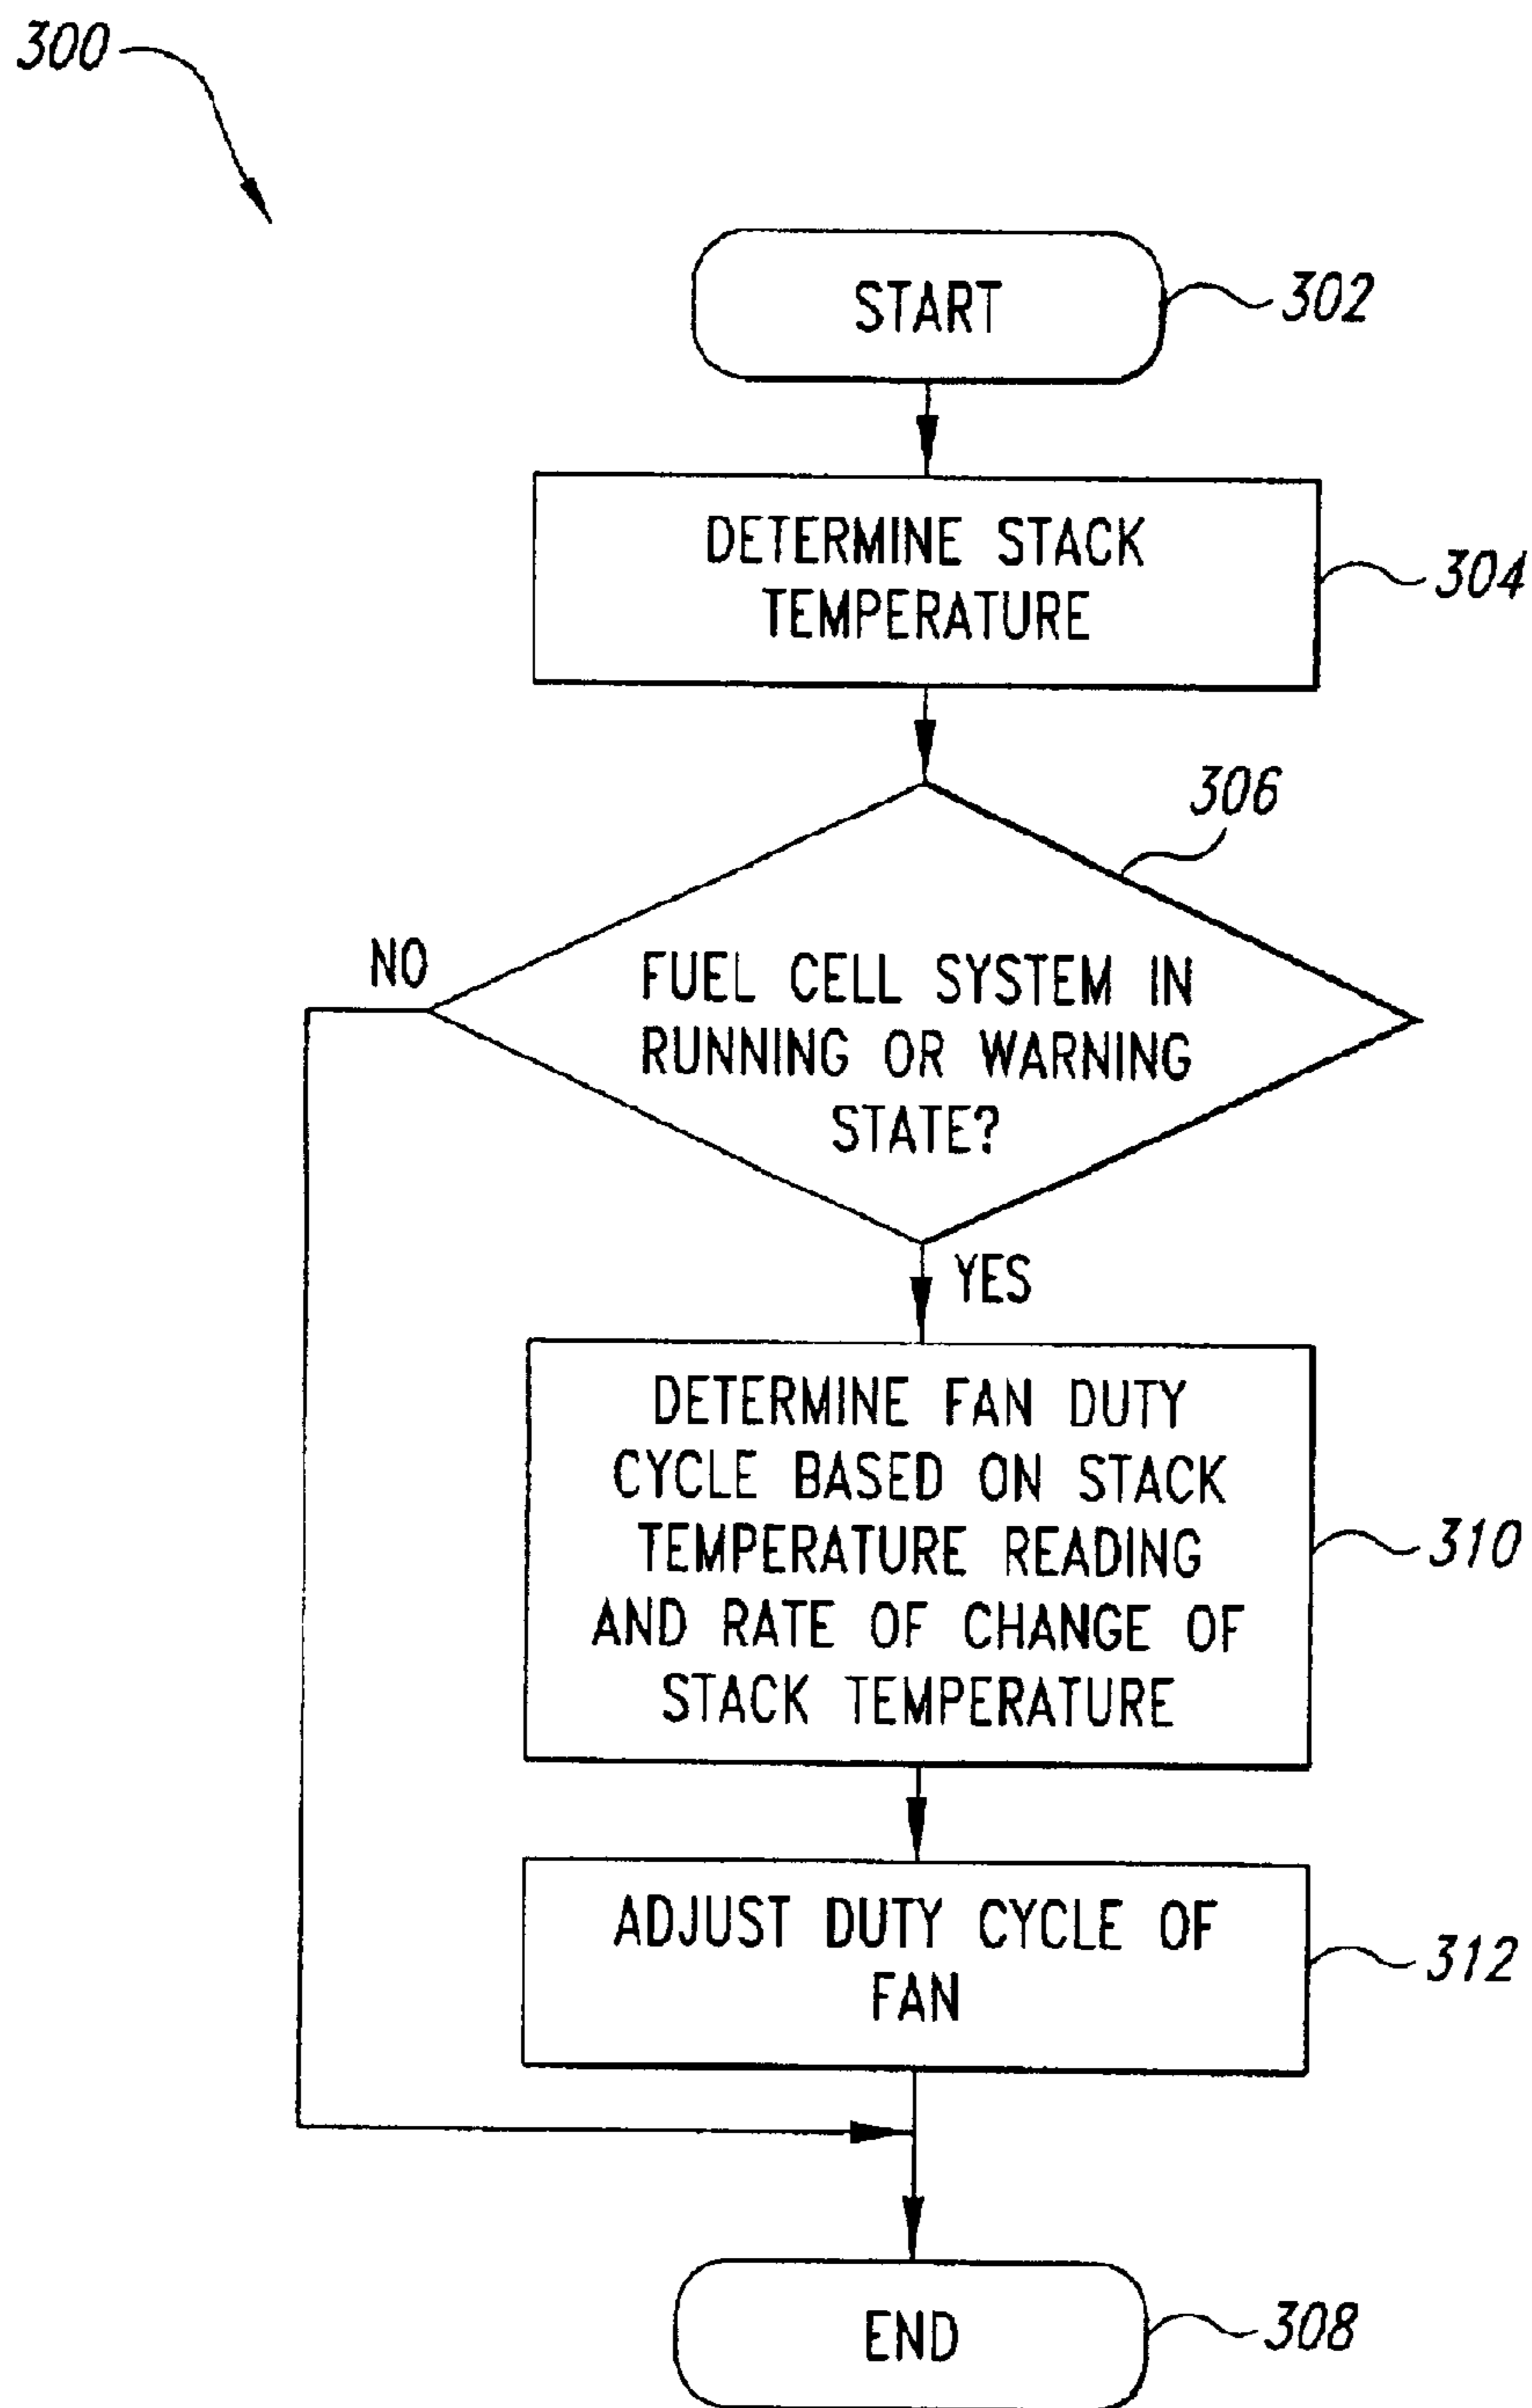 300
START
302
DETERMINE STACK
TEMPERATURE
304
306
NO
FUEL CELL SYSTEM IN
RUNNING OR WARNING
STATE?
YES
DETERMINE FAN DUTY
CYCLE BASED ON STACK
TEMPERATURE READING
AND RATE OF CHANGE OF
STACK TEMPERATURE
310
ADJUST DUTY CYCLE OF
FAN
312
END
308